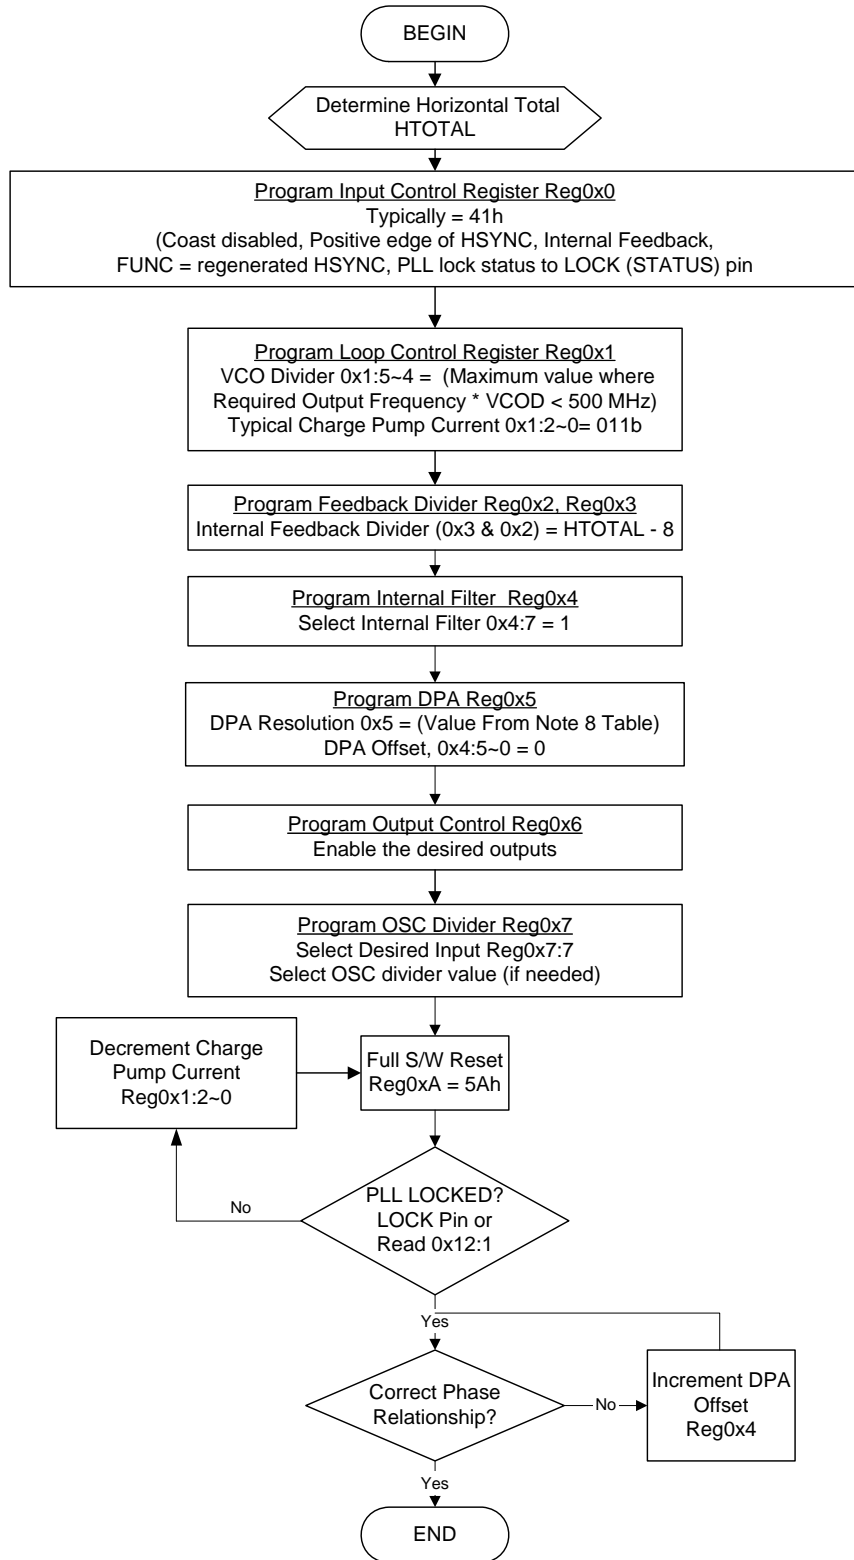 BEGIN
Determine Horizontal Total
HTOTAL
Program Input Control Register Reg0x0
Typically = 41h
(Coast disabled, Positive edge of HSYNC, Internal Feedback,
FUNC = regenerated HSYNC, PLL lock status to LOCK (STATUS) pin
Program Loop Control Register Reg0x1
VCO Divider 0x1:5~4 = (Maximum value where
Required Output Frequency * VCOD < 500 MHz)
Typical Charge Pump Current 0x1:2~0= 011b
Program Feedback Divider Reg0x2, Reg0x3
Internal Feedback Divider (0x3 & 0x2) = HTOTAL - 8
Program Internal Filter Reg0x4
Select Internal Filter 0x4:7 = 1
Program DPA Reg0x5
DPA Resolution 0x5 = (Value From Note 8 Table)
DPA Offset, 0x4:5~0 = 0
Program Output Control Reg0x6
Enable the desired outputs
Program OSC Divider Reg0x7
Select Desired Input Reg0x7:7
Select OSC divider value (if needed)
Decrement Charge
Pump Current
Reg0x1:2~0
Full S/W Reset
Reg0xA = 5Ah
PLL LOCKED?
LOCK Pin or
Read 0x12:1
No
Yes
Correct Phase
Relationship?
No
Increment DPA
Offset
Reg0x4
Yes
END